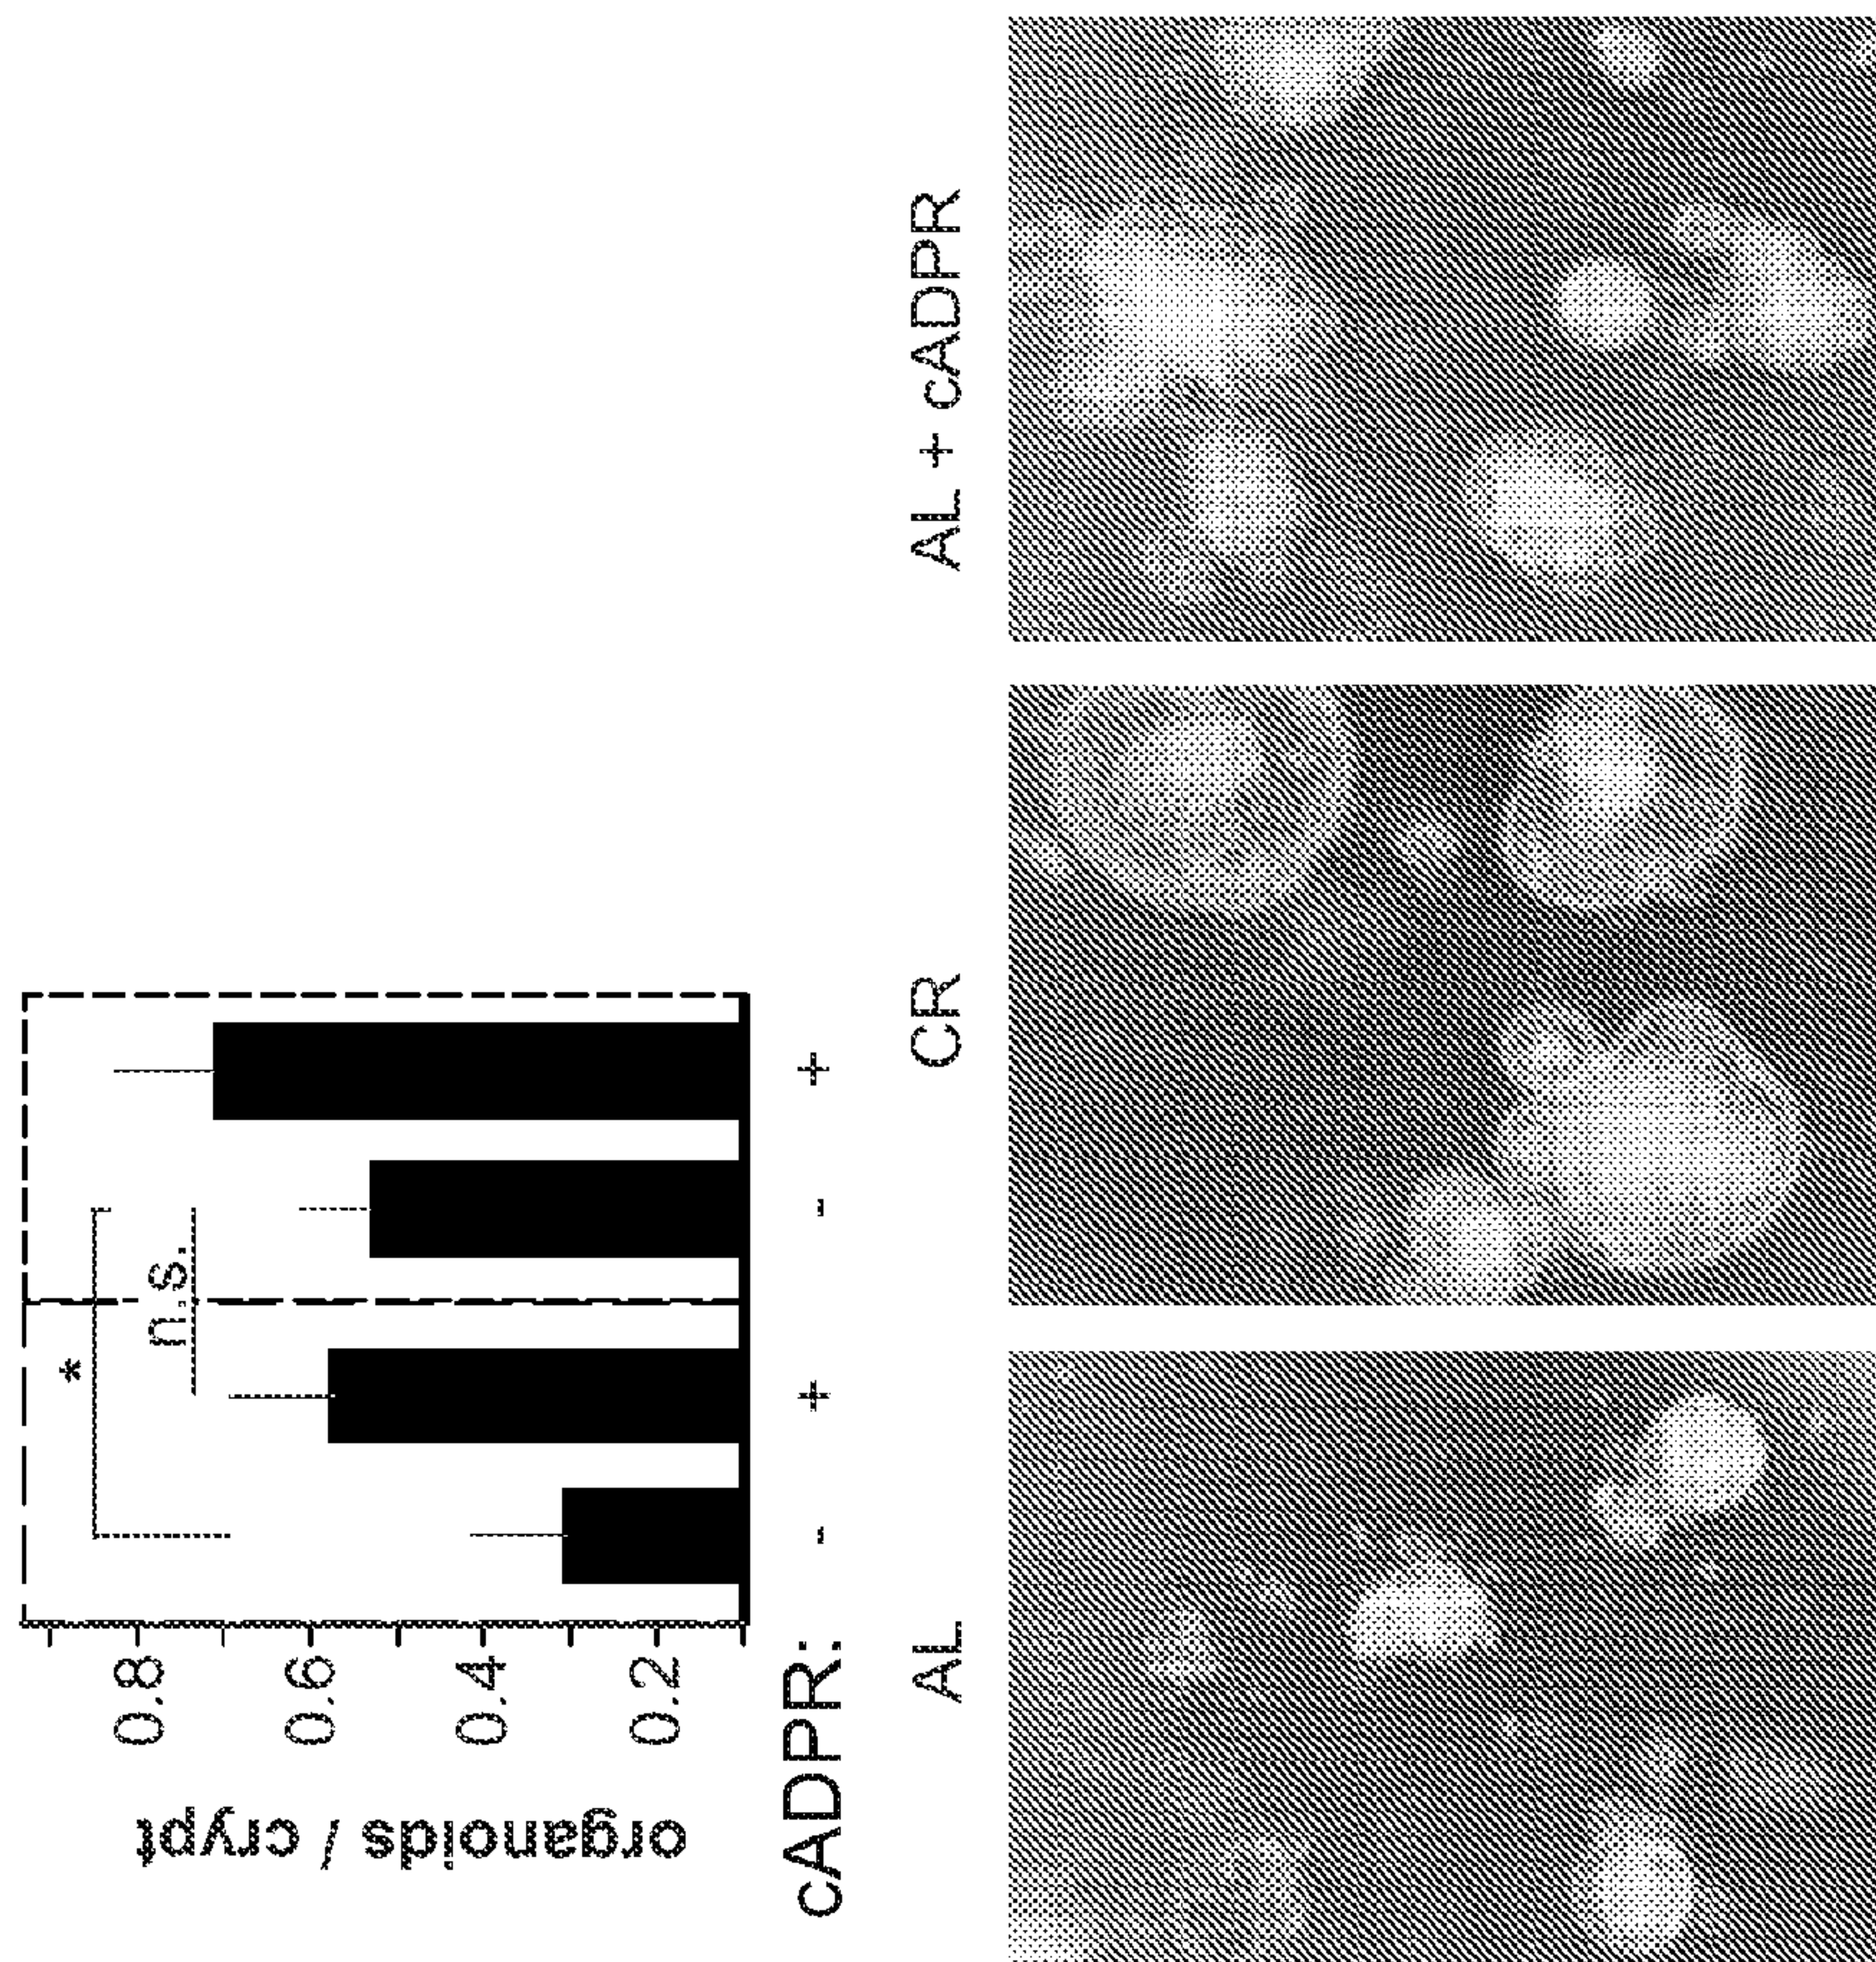 *
n.s.
0.8
0.6
0.4
0.2
organoids / crypt
cADPR: - + - +
AL CR AL + cADPR